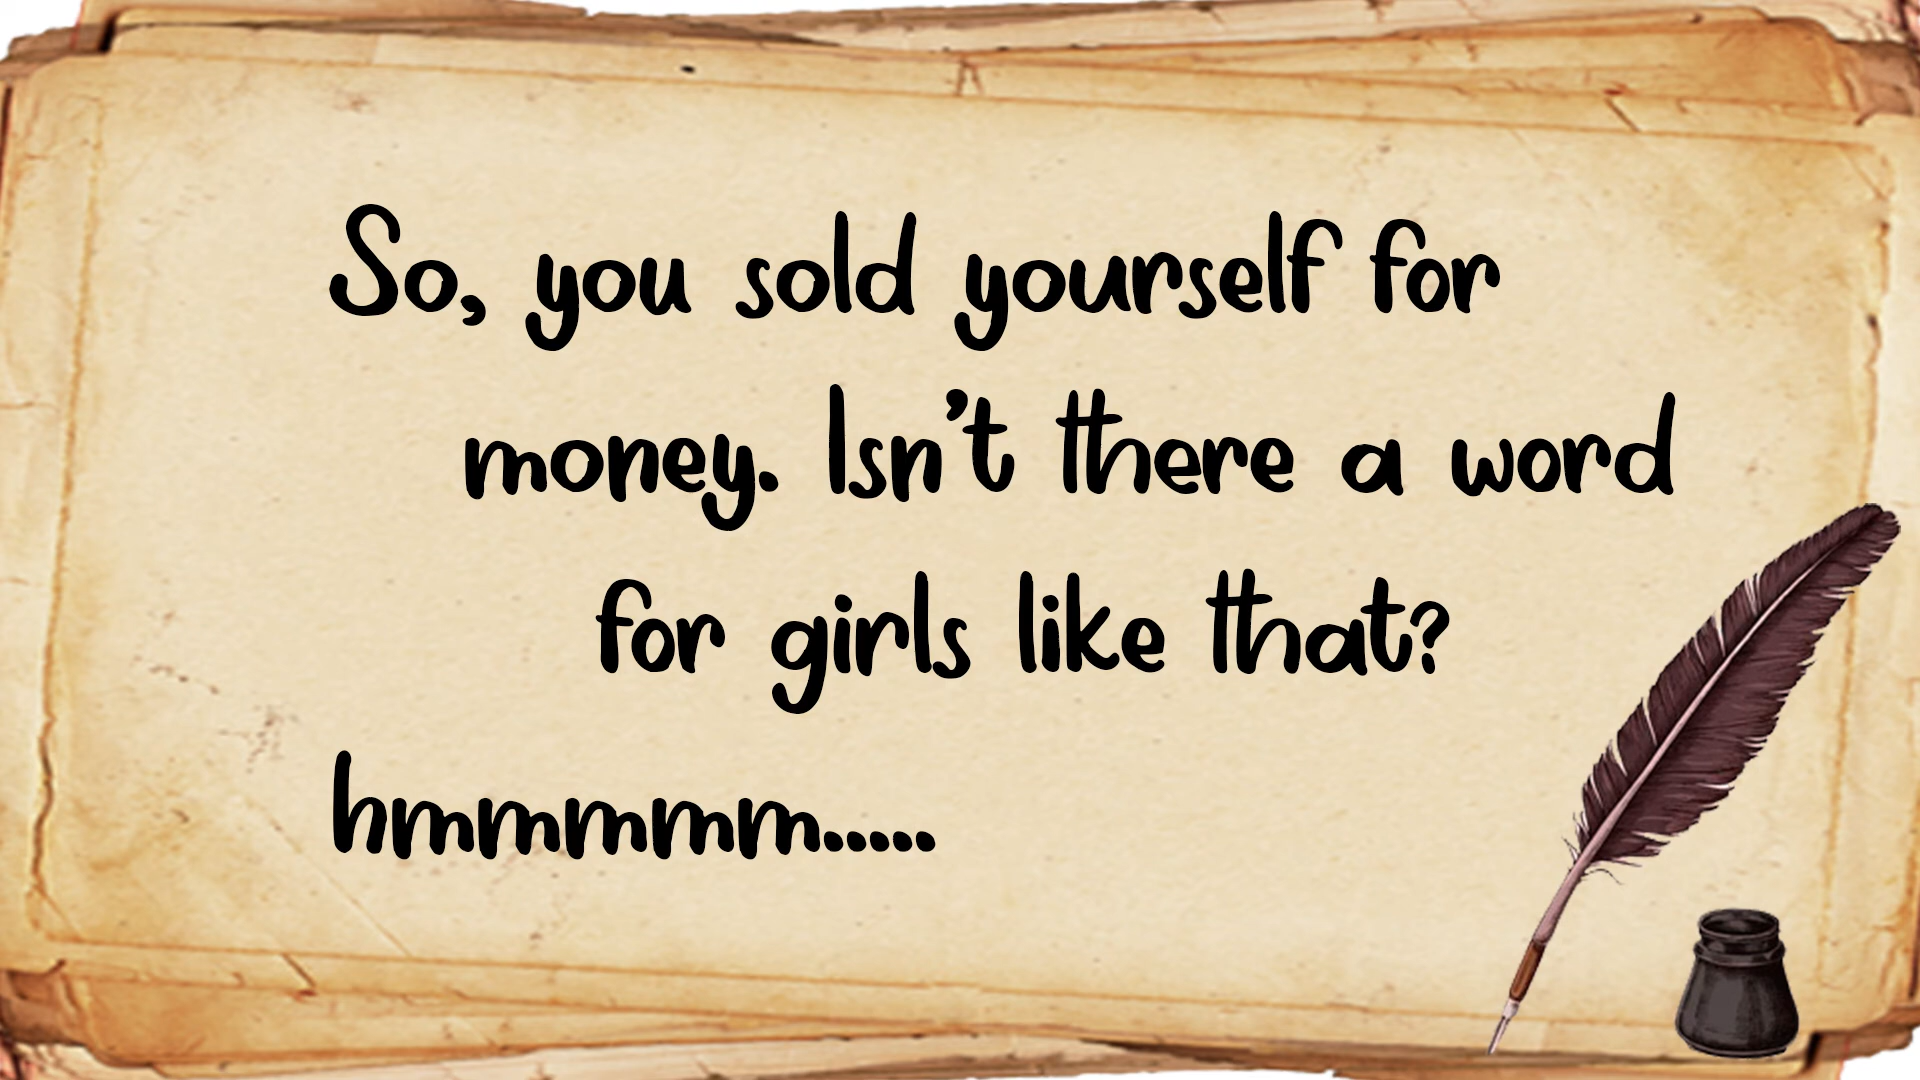 So, you sold yourself for
money. Isn't there a word
for girls like that?
hmmmmm.....